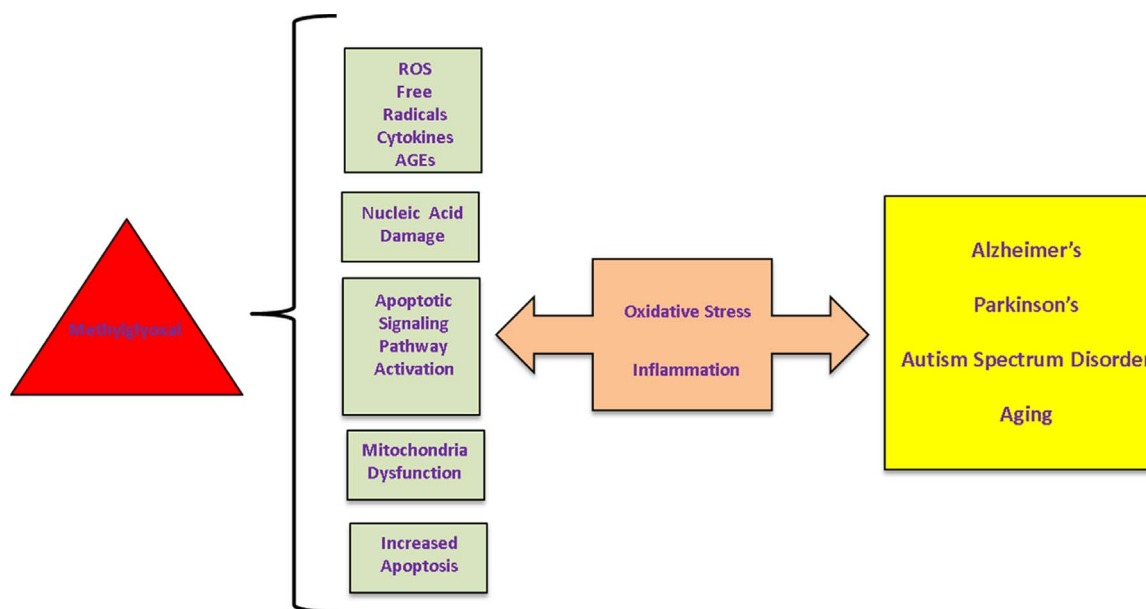 Methylglyoxal
ROS
Free
Radicals
Cytokines
AGEs
Nucleic Acid
Damage
Apoptotic
Signaling
Pathway
Activation
Mitochondria
Dysfunction
Increased
Apoptosis
Oxidative Stress
Inflammation
Alzheimer’s
Parkinson’s
Autism Spectrum Disorder
Aging